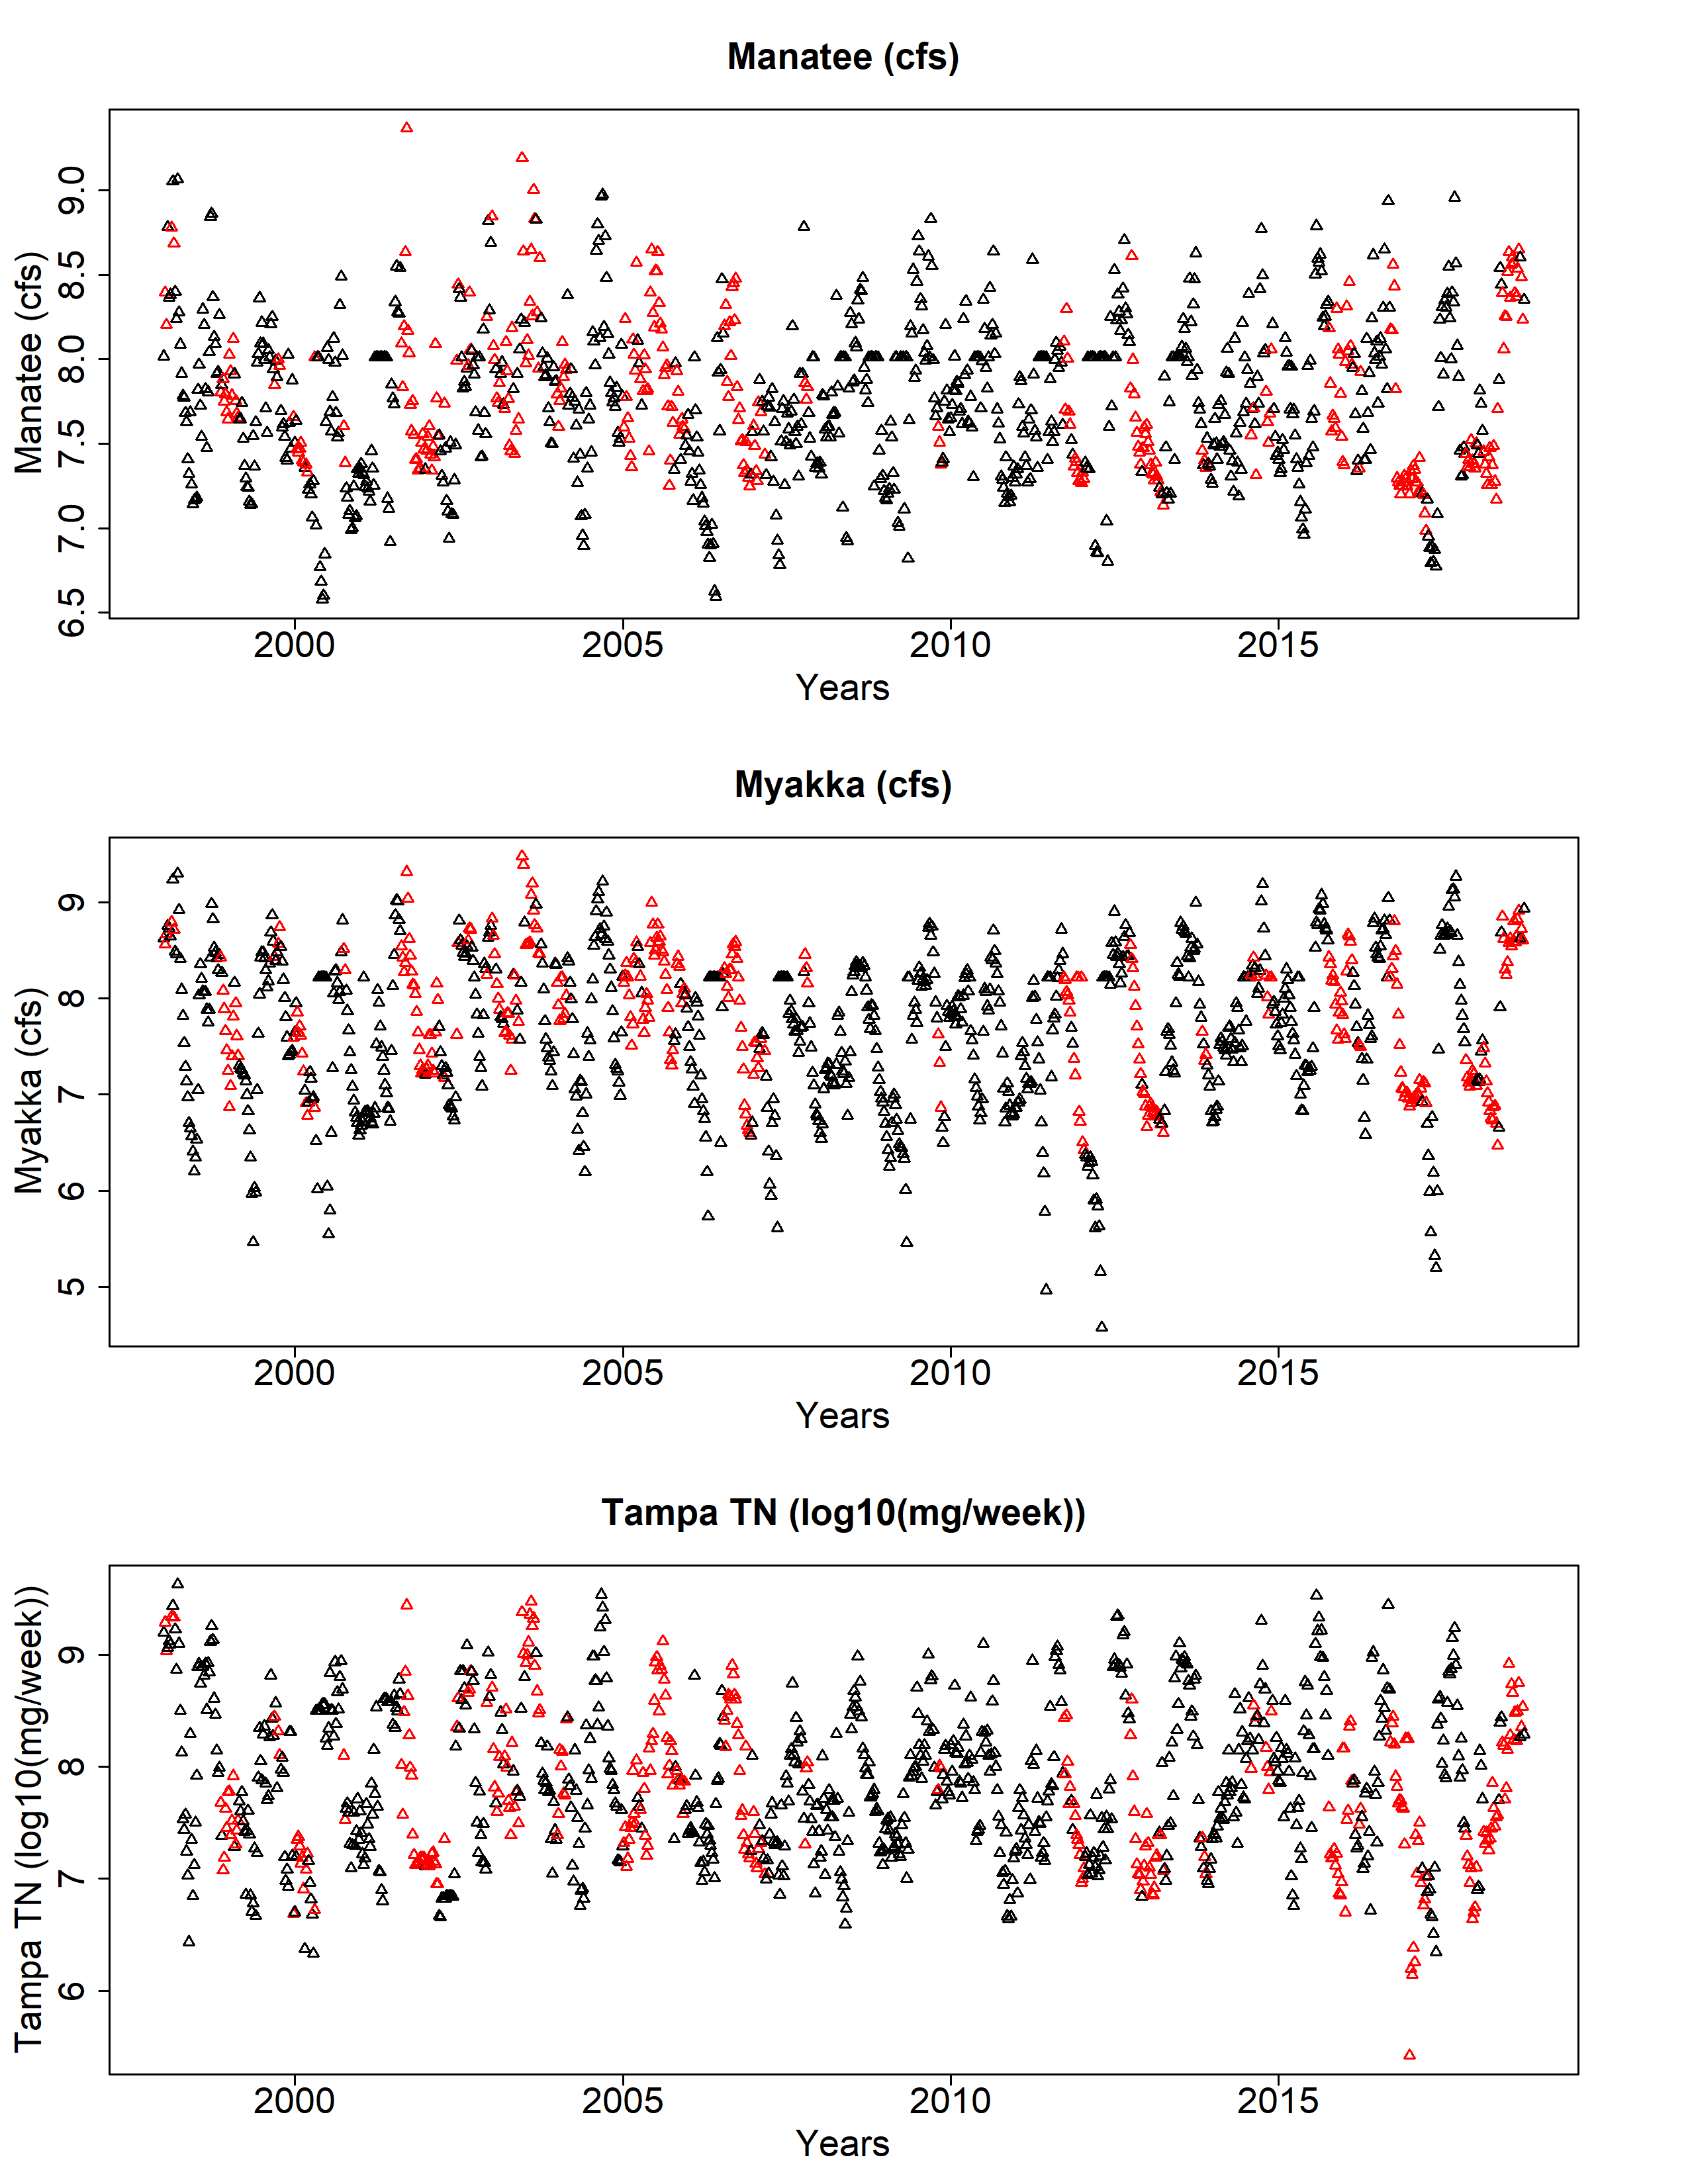 Manatee (cfs)
Manatee (cfs)
9.0
8.5
8.0
7.5
7.0
6.5
2000 2005 2010 2015
Years
Myakka (cfs)
Myakka (cfs)
9
8
7
6
5
2000 2005 2010 2015
Years
Tampa TN (log10(mg/week))
Tampa TN (log10(mg/week))
9
8
7
6
2000 2005 2010 2015
Years